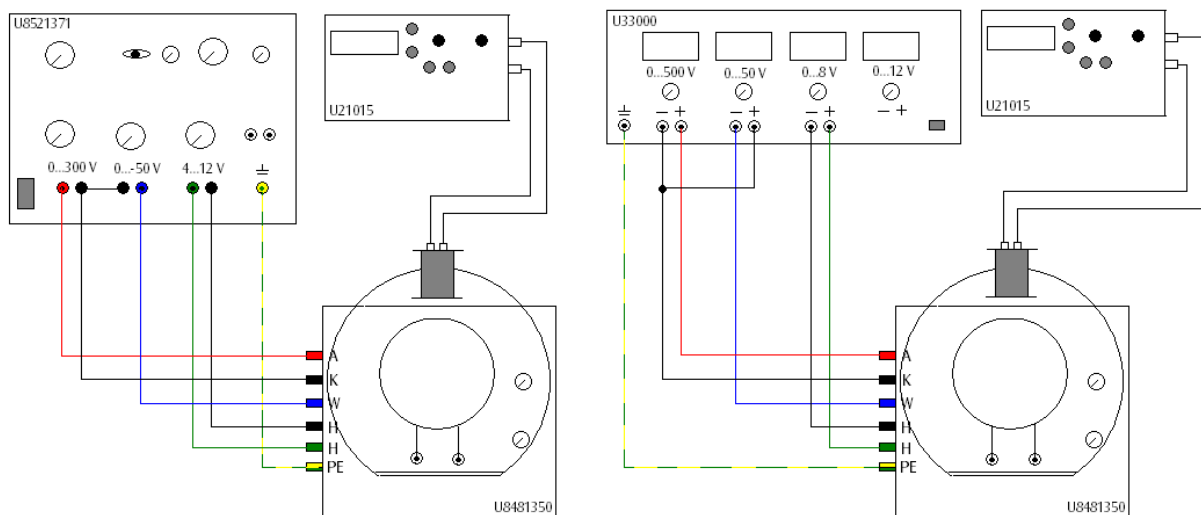 U8521371
0...300 V 0...-50 V 4...12 V
U21015
A
K
W
H
H
PE
U8481350
U33000
0...500 V 0...50 V 0...8 V 0...12 V
− + − + − + − +
U21015
A
K
W
H
H
PE
U8481350